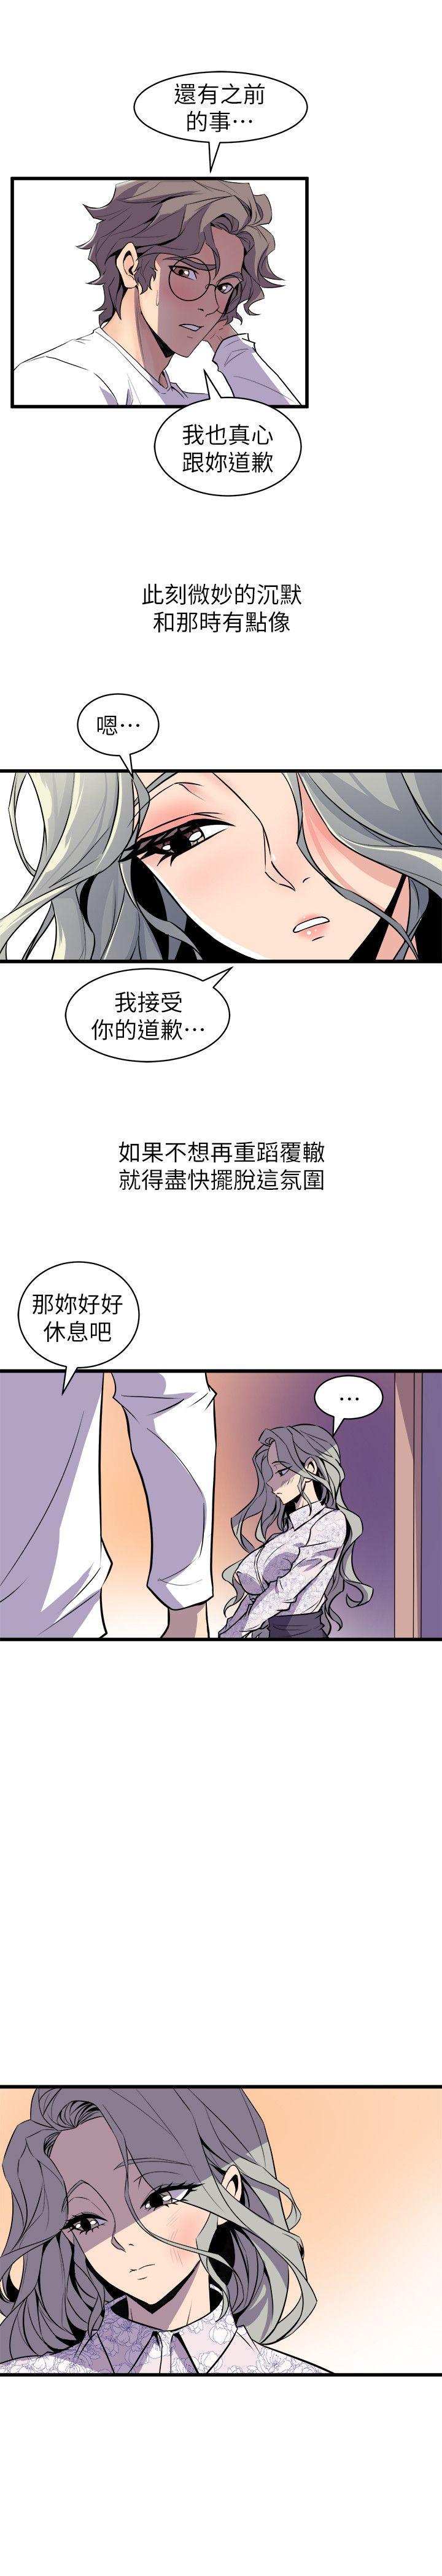 還有之前
的事⋯
我也真心
跟妳道歉
此刻微妙的沉默
和那時有點像
嗯⋯
我接受
你的道歉⋯
如果不想再重蹈覆轍
就得盡快擺脫這氛圍
那妳好好
休息吧
⋯